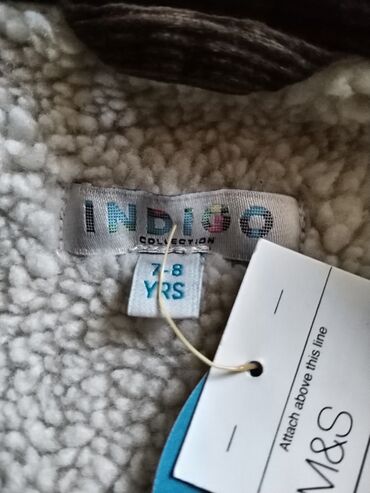 INDIGO
COLLECTION
7-8
YRS
Attach above this line
M&S